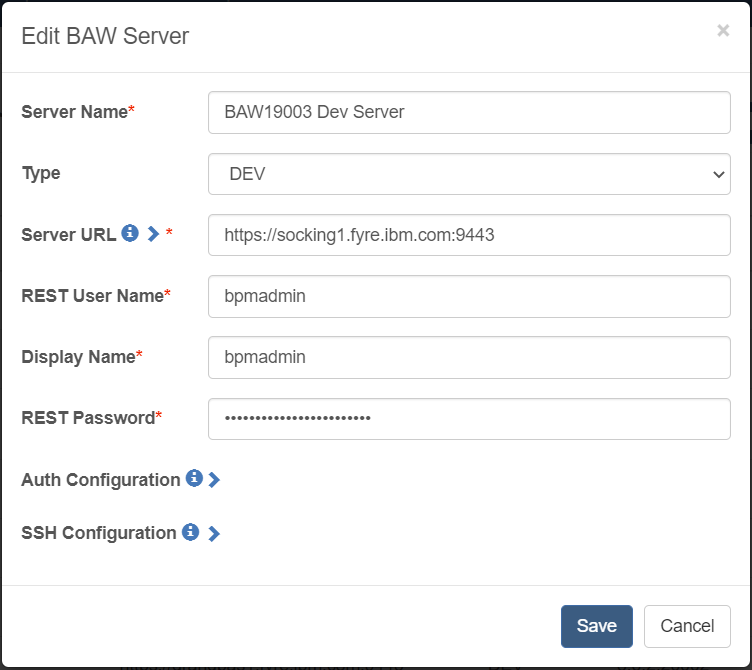 Edit BAW Server
×
Server Name*
BAW19003 Dev Server
Type
DEV
Server URL *
https://socking1.fyre.ibm.com:9443
REST User Name*
bpmadmin
Display Name*
bpmadmin
REST Password*
••••••••••••••••••••••••
Auth Configuration
SSH Configuration
Save
Cancel